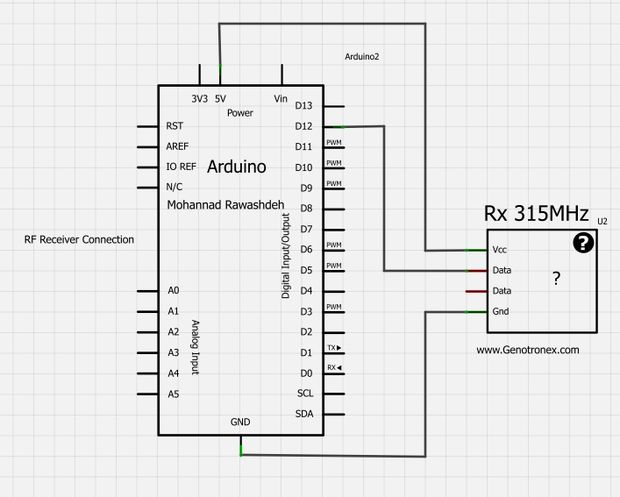 Arduino2
3V3 5V Vin
Power
D13
RST
D12
AREF
D11 PWM
IO REF
Arduino
D10 PWM
N/C
D9 PWM
Mohannad Rawashdeh
D8
D7
D6 PWM
D5 PWM
D4
D3 PWM
D2
D1 TX
D0 RX
SCL
SDA
Digital Input/Output
RF Receiver Connection
A0
A1
A2
A3
A4
A5
Analog Input
GND
Rx 315MHz
U2
?
Vcc
Data
?
Data
Gnd
www.Genotronex.com